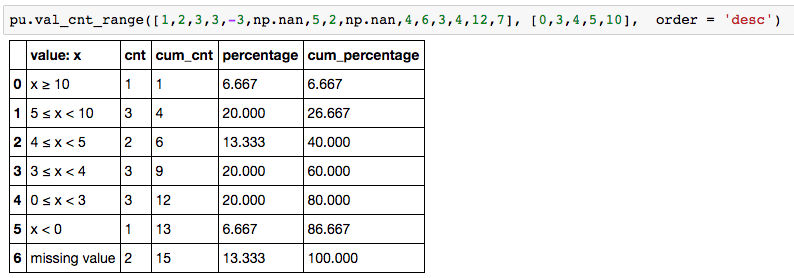 pu.val_cnt_range([1,2,3,3,-3,np.nan,5,2,np.nan,4,6,3,4,12,7], [0,3,4,5,10],  order = 'desc')
value: x cnt cum_cnt percentage cum_percentage
0 x ≥ 10 1 1 6.667 6.667
1 5 ≤ x < 10 3 4 20.000 26.667
2 4 ≤ x < 5 2 6 13.333 40.000
3 3 ≤ x < 4 3 9 20.000 60.000
4 0 ≤ x < 3 3 12 20.000 80.000
5 x < 0 1 13 6.667 86.667
6 missing value 2 15 13.333 100.000